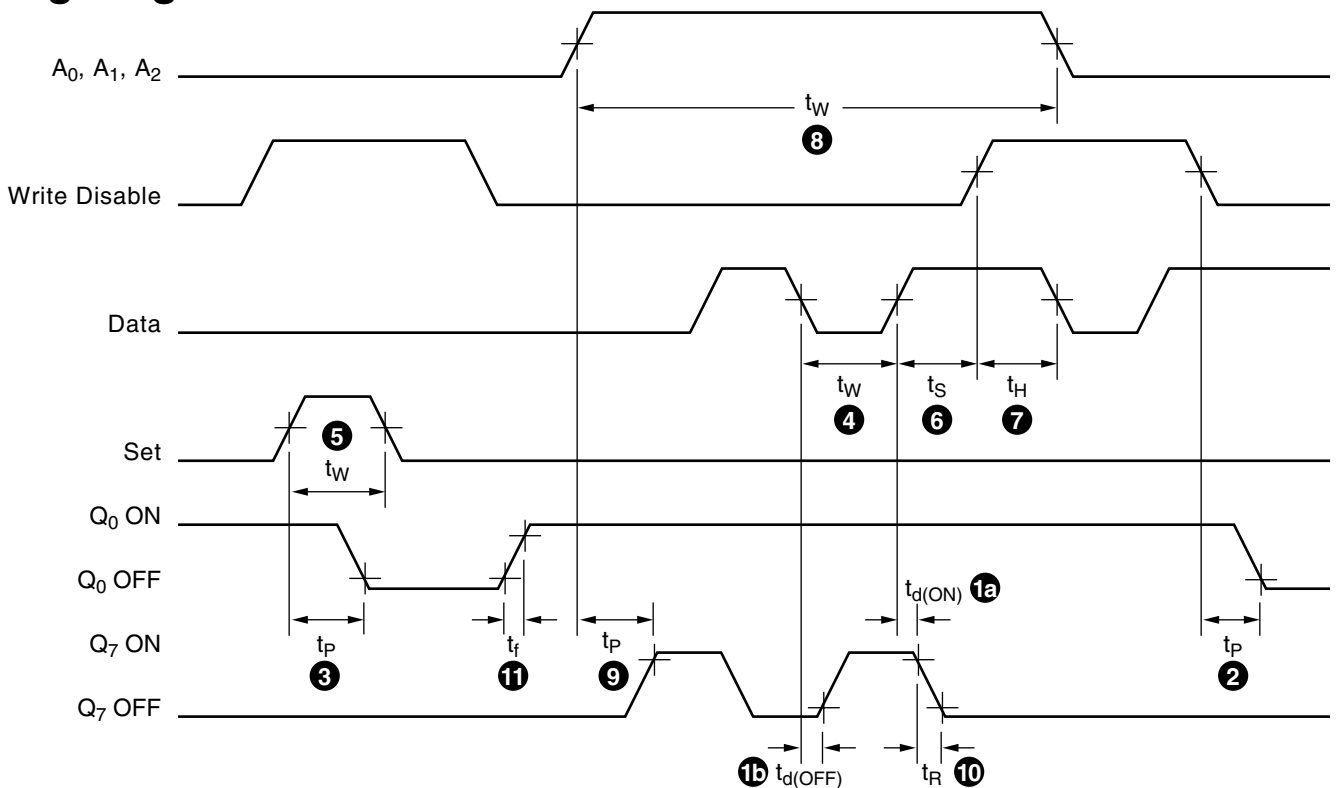 A0, A1, A2
tW
8
Write Disable
Data
tW tS tH
4 6 7
5
Set
tW
Q0 ON
Q0 OFF
td(ON) 1a
Q7 ON
tP tf tP tP
3 11 9 2
Q7 OFF
1b td(OFF) tR 10